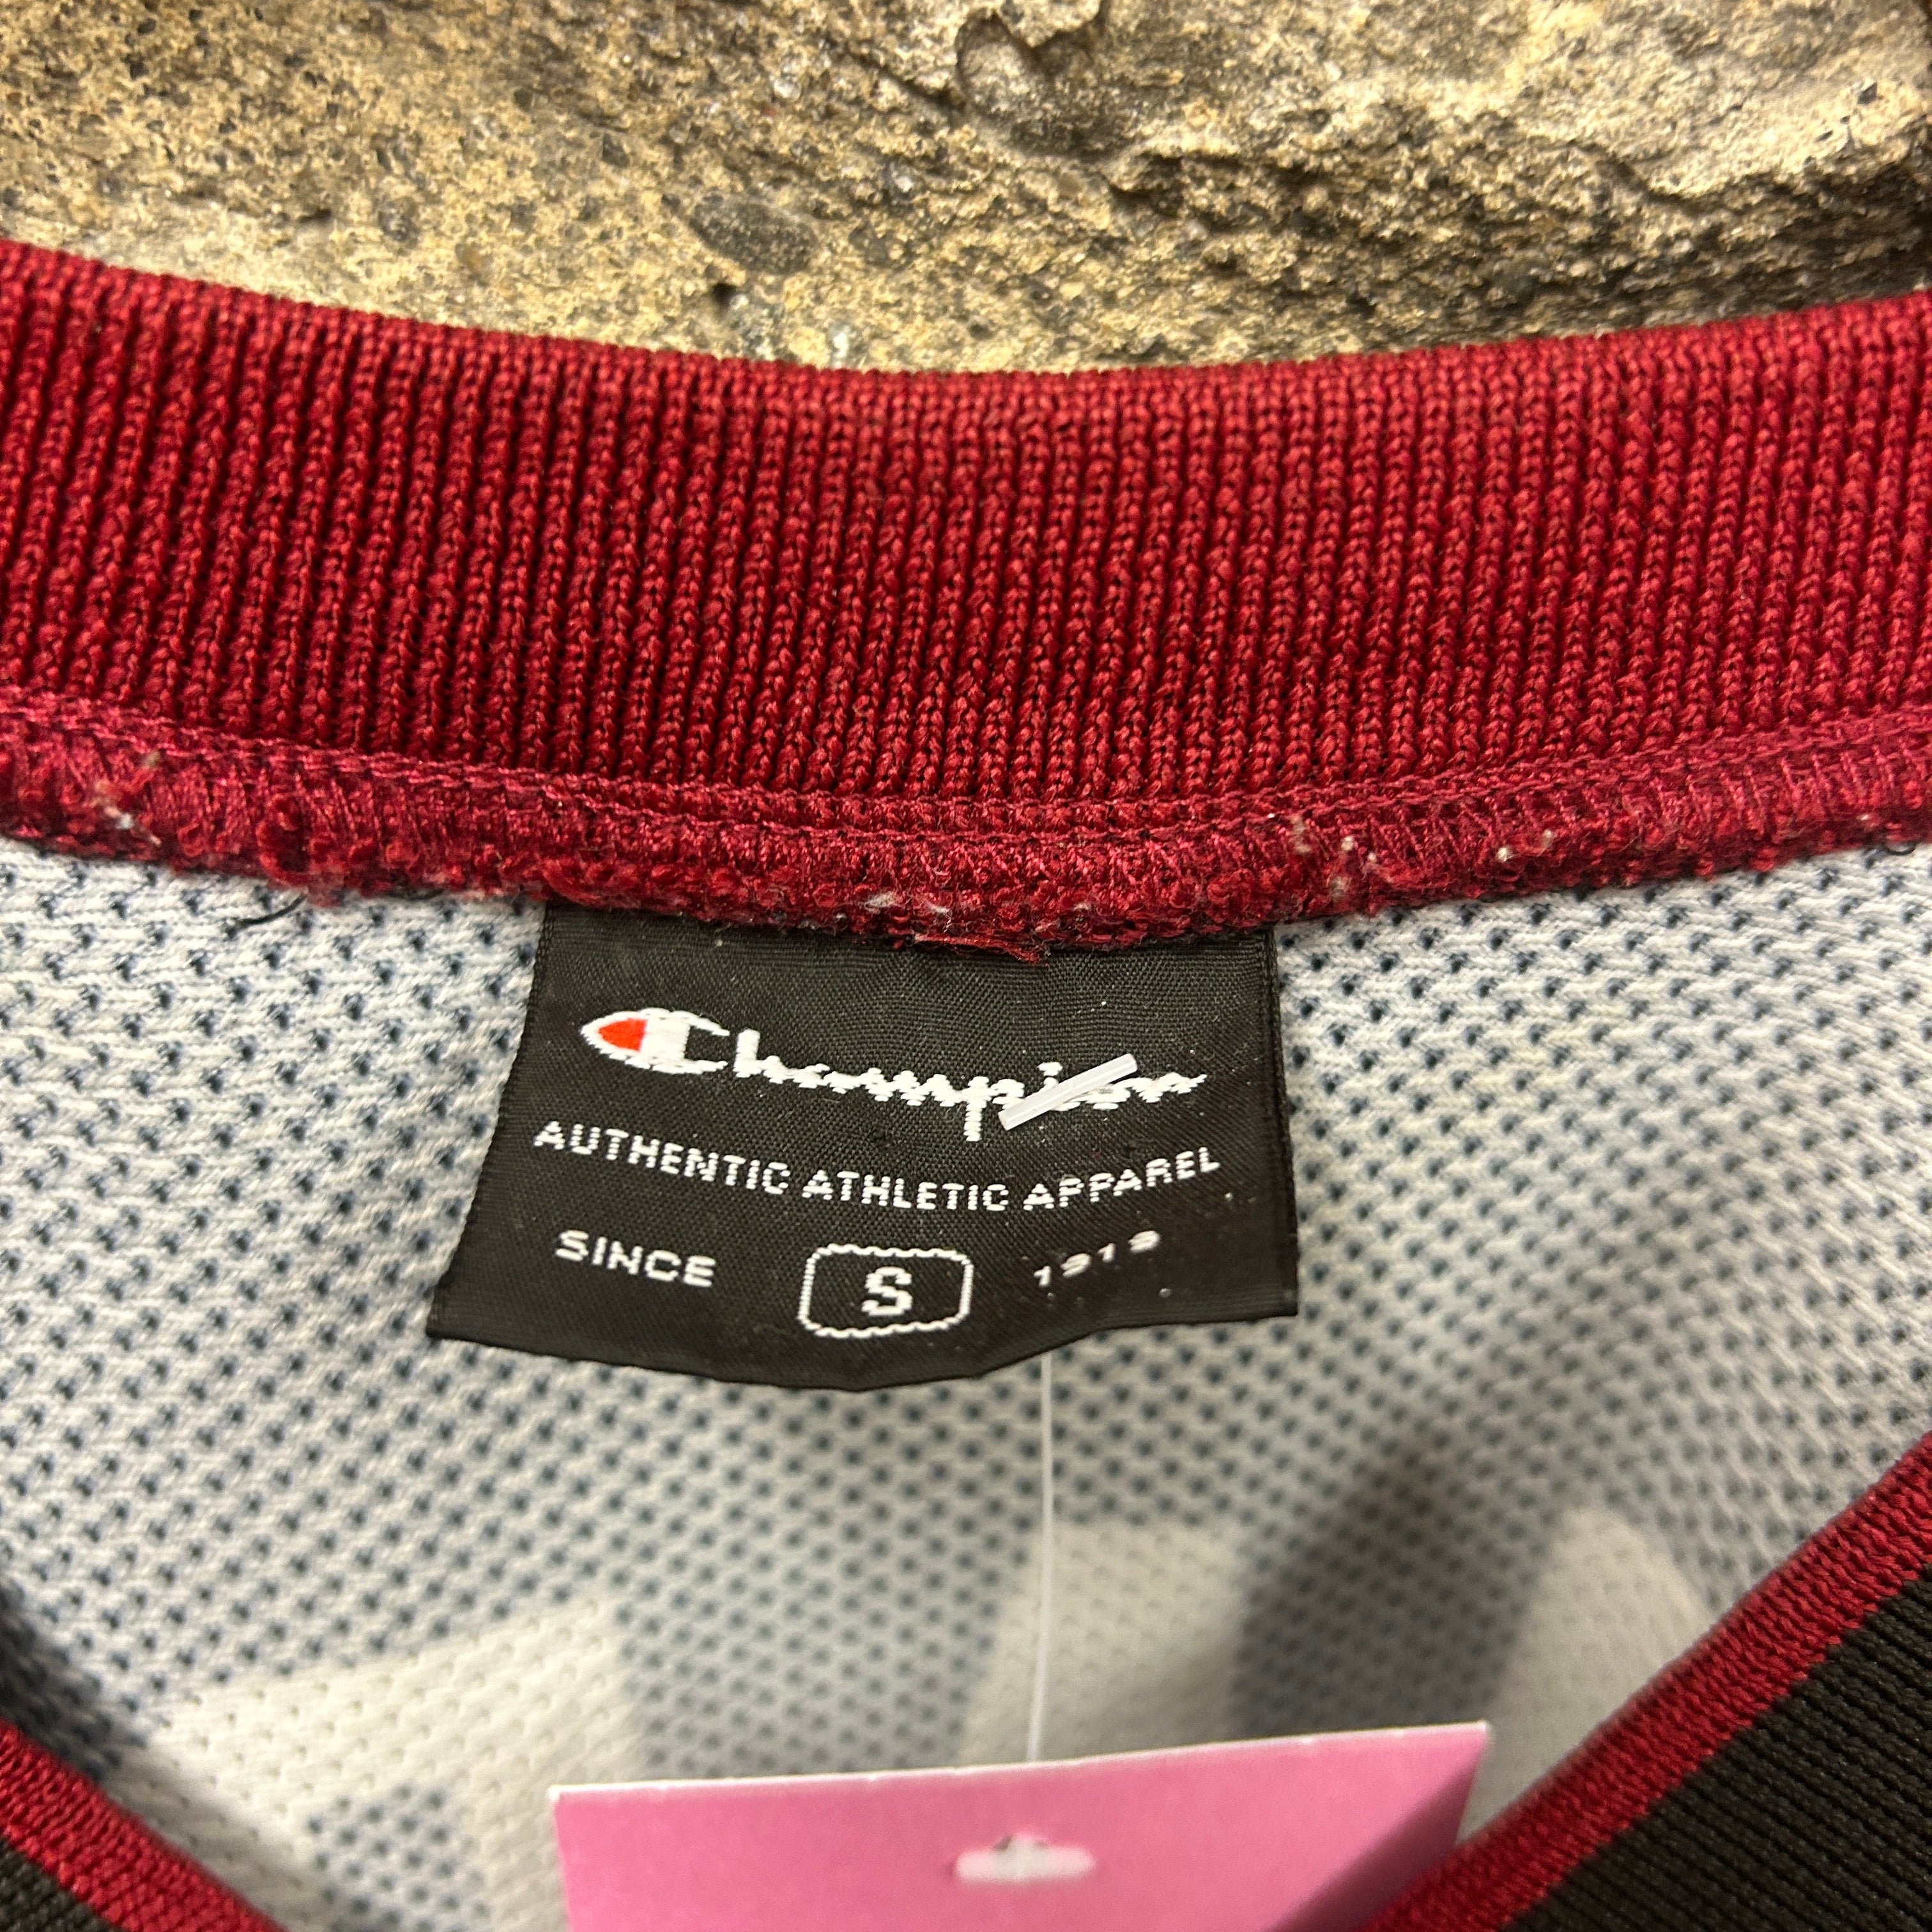 Champion
AUTHENTIC ATHLETIC APPAREL
SINCE S 1919